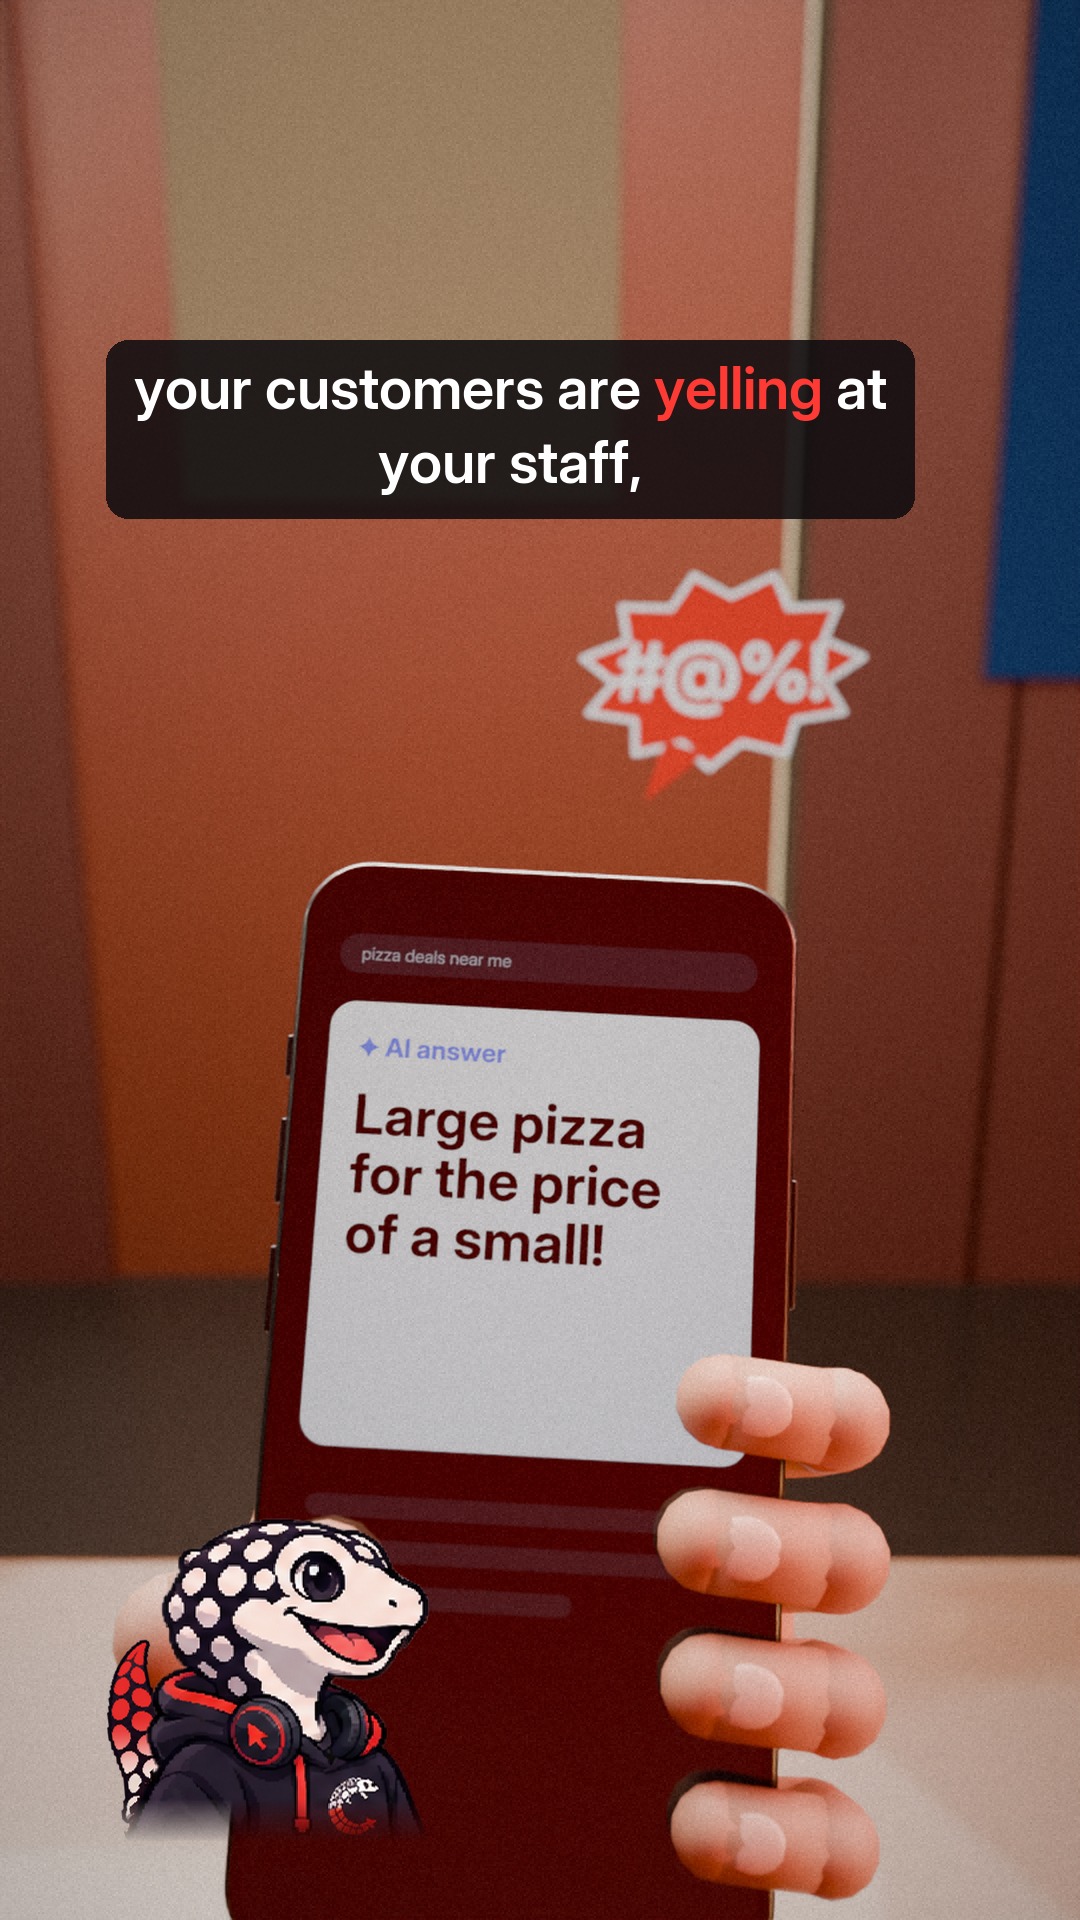 your customers are yelling at
your staff,
#@%!
pizza deals near me
✦ AI answer
Large pizza
for the price
of a small!